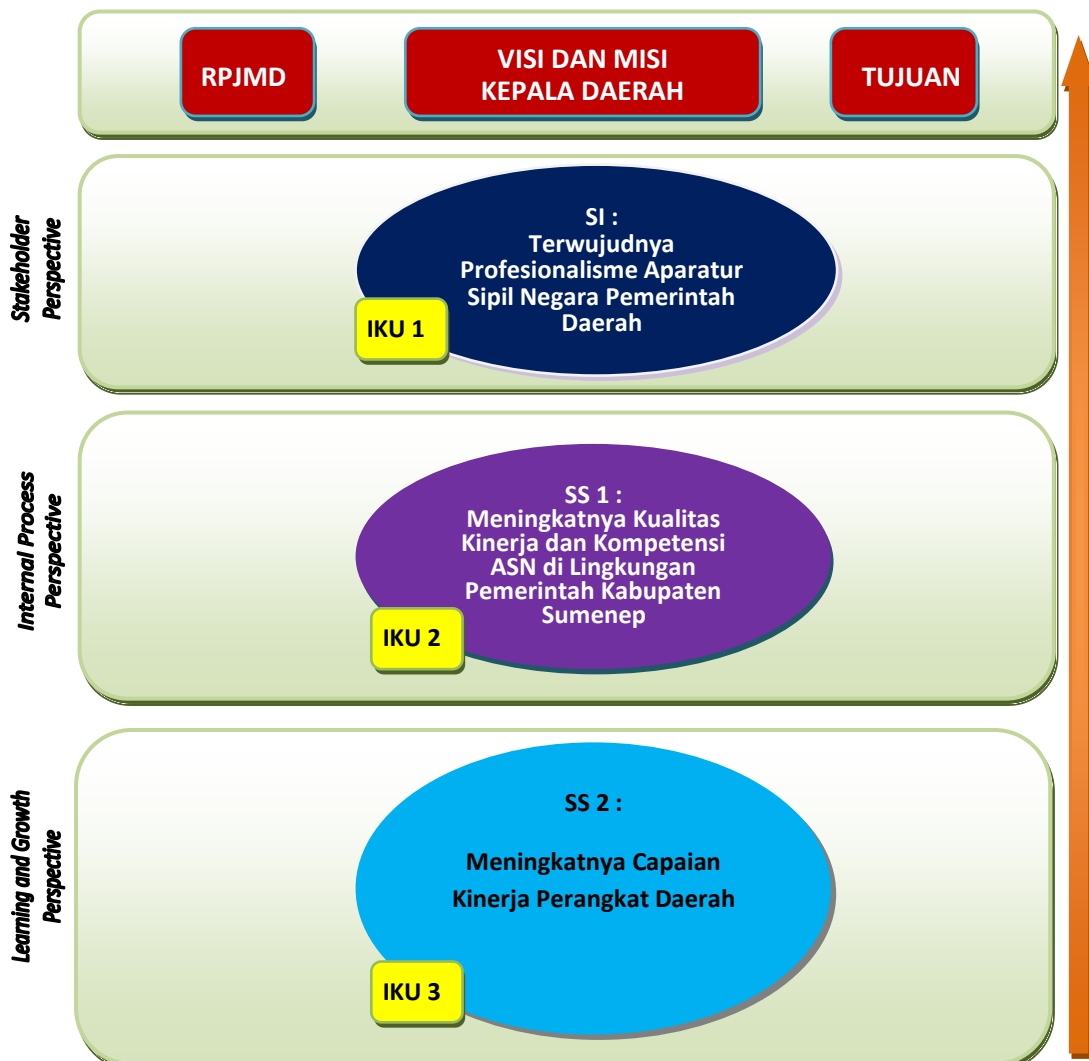 RPJMD
VISI DAN MISI
KEPALA DAERAH
TUJUAN
Stakeholder
Perspective
SI :
Terwujudnya
Profesionalisme Aparatur
Sipil Negara Pemerintah
Daerah
IKU 1
Internal Process
Perspective
SS 1 :
Meningkatnya Kualitas
Kinerja dan Kompetensi
ASN di Lingkungan
Pemerintah Kabupaten
Sumenep
IKU 2
Learning and Growth
Perspective
SS 2 :
Meningkatnya Capaian
Kinerja Perangkat Daerah
IKU 3